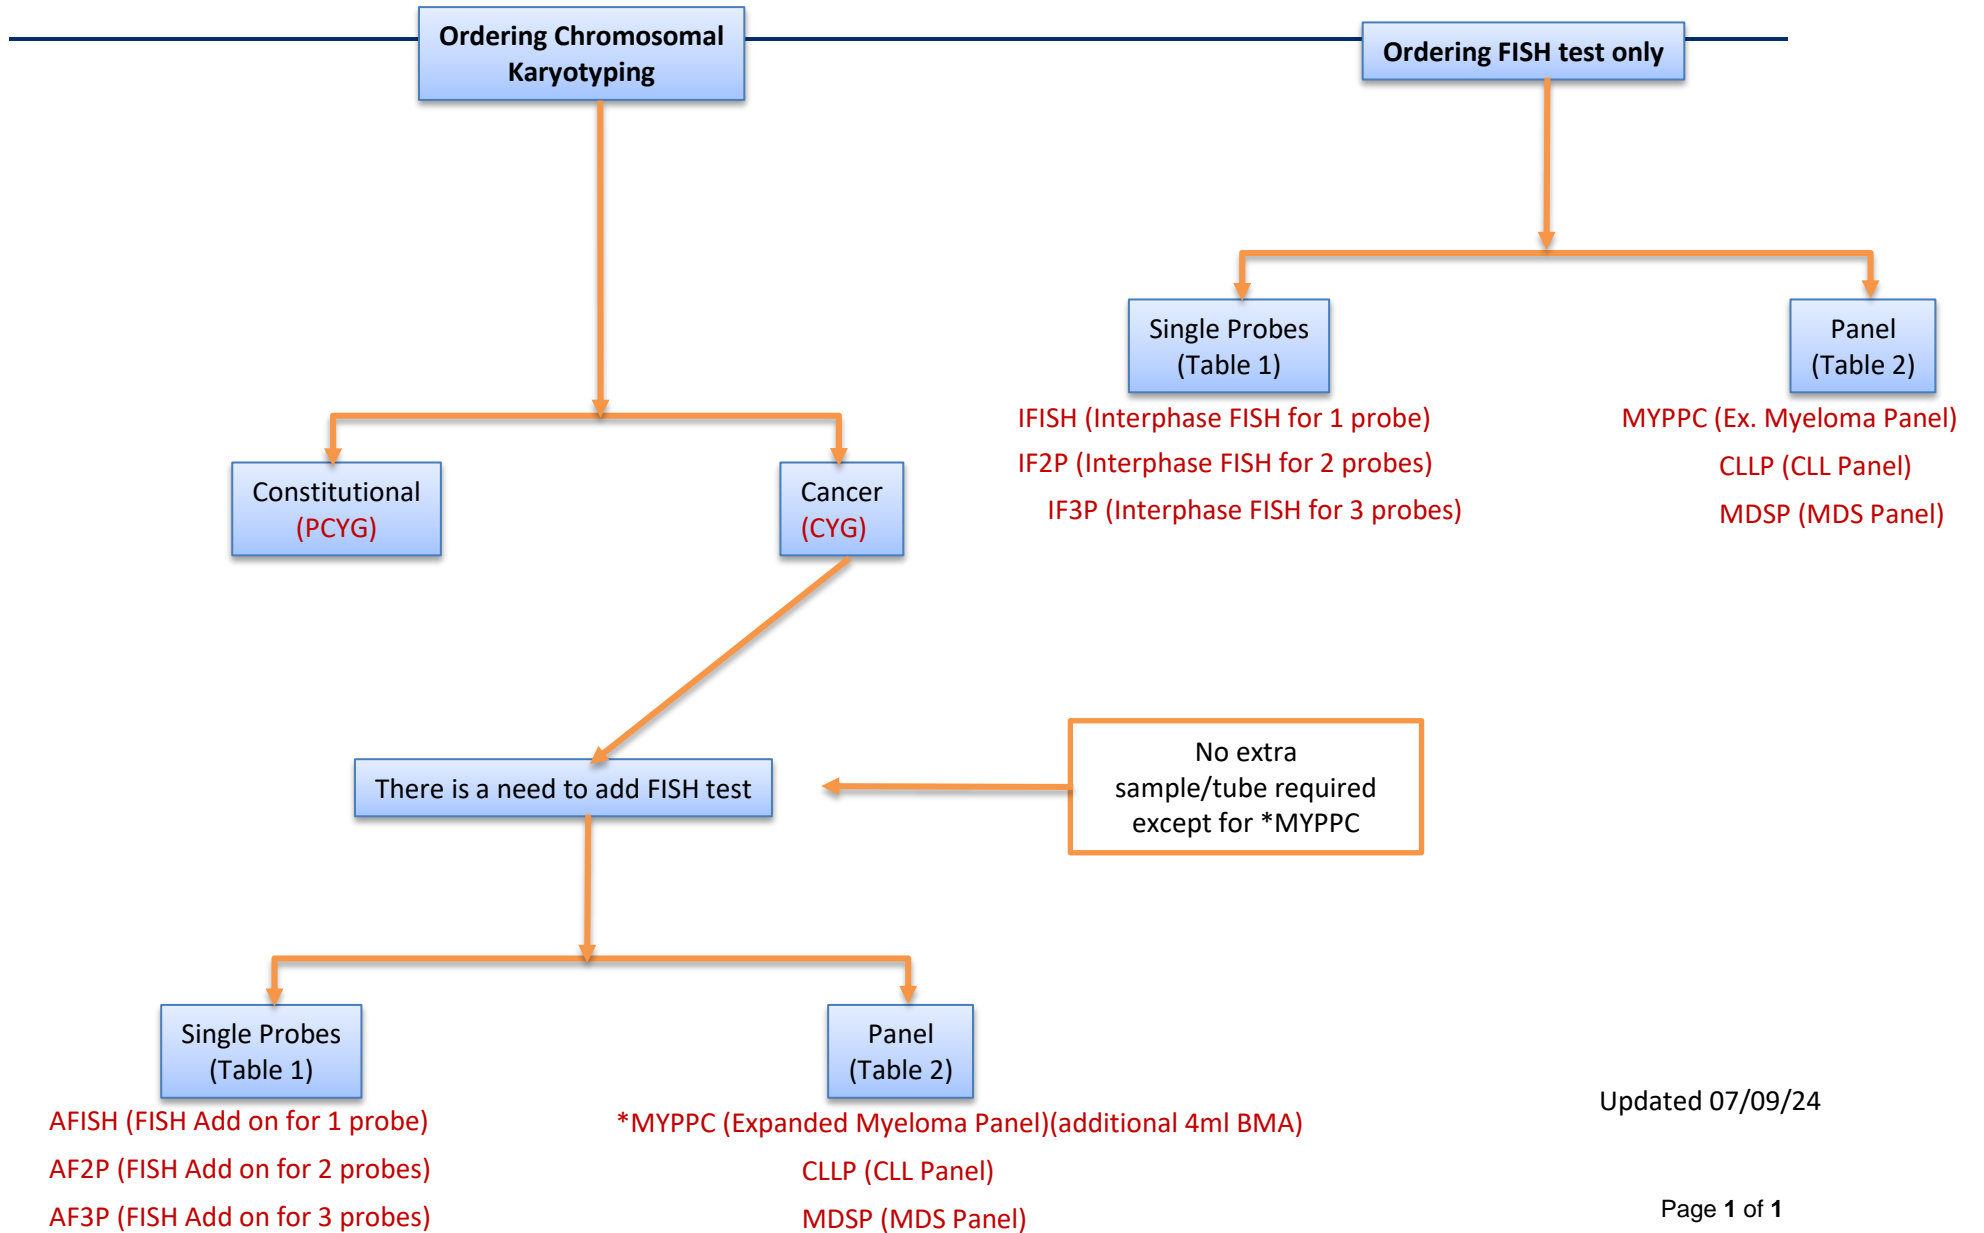 Ordering Chromosomal
Karyotyping
Ordering FISH test only
Single Probes
(Table 1)
Panel
(Table 2)
IFISH (Interphase FISH for 1 probe)
IF2P (Interphase FISH for 2 probes)
IF3P (Interphase FISH for 3 probes)
MYPPC (Ex. Myeloma Panel)
CLLP (CLL Panel)
MDSP (MDS Panel)
Constitutional
(PCYG)
Cancer
(CYG)
There is a need to add FISH test
No extra
sample/tube required
except for *MYPPC
Single Probes
(Table 1)
Panel
(Table 2)
AFISH (FISH Add on for 1 probe)
AF2P (FISH Add on for 2 probes)
AF3P (FISH Add on for 3 probes)
*MYPPC (Expanded Myeloma Panel)(additional 4ml BMA)
CLLP (CLL Panel)
MDSP (MDS Panel)
Updated 07/09/24
Page 1 of 1